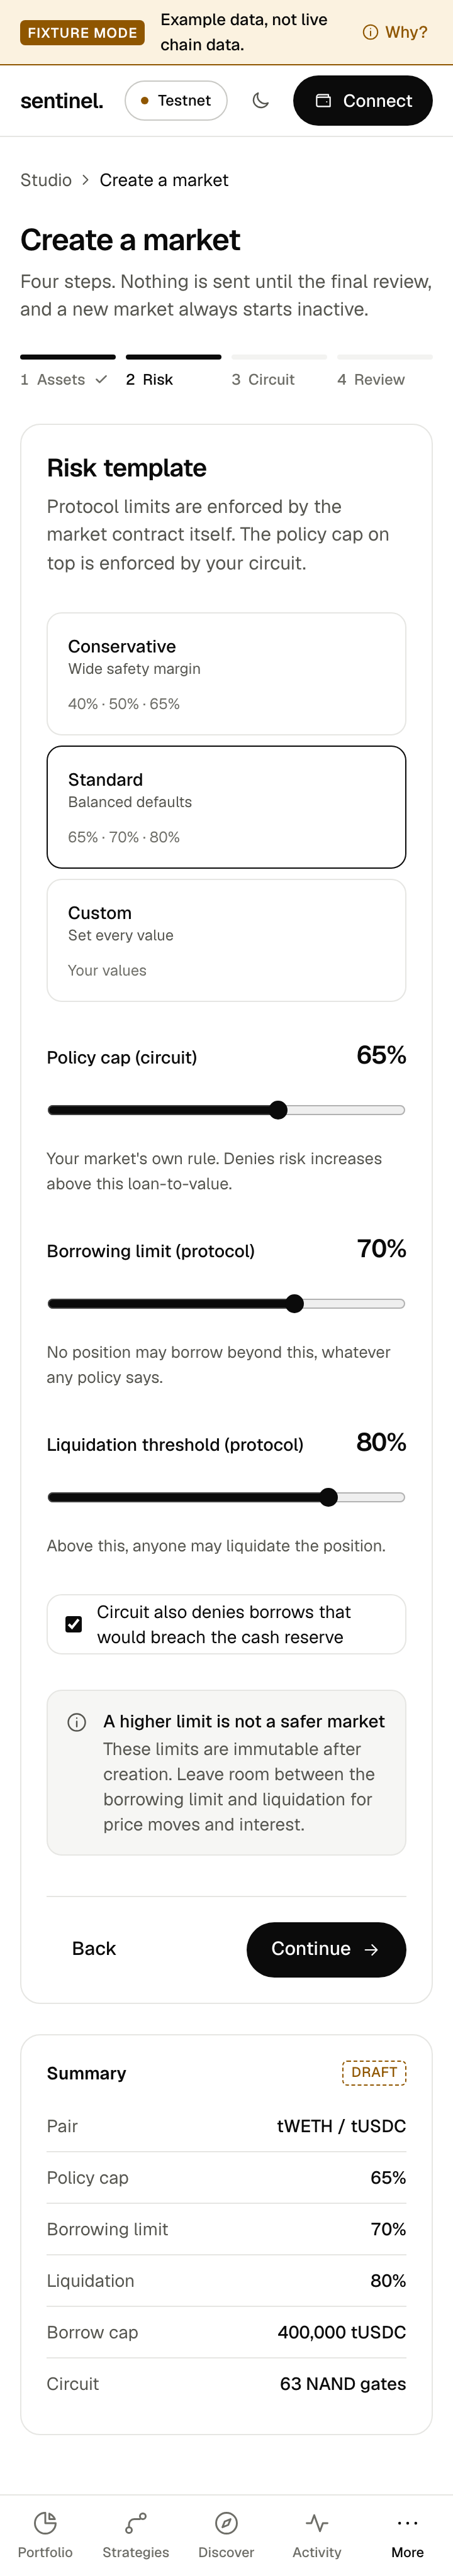 FIXTURE MODE
Example data, not live
chain data.
Why?
sentinel.
Testnet
Connect
Studio > Create a market
Create a market
Four steps. Nothing is sent until the final review,
and a new market always starts inactive.
1 Assets ✓
2 Risk
3 Circuit
4 Review
Risk template
Protocol limits are enforced by the
market contract itself. The policy cap on
top is enforced by your circuit.
Conservative
Wide safety margin
40% · 50% · 65%
Standard
Balanced defaults
65% · 70% · 80%
Custom
Set every value
Your values
Policy cap (circuit) 65%
Your market's own rule. Denies risk increases
above this loan-to-value.
Borrowing limit (protocol) 70%
No position may borrow beyond this, whatever
any policy says.
Liquidation threshold (protocol) 80%
Above this, anyone may liquidate the position.
Circuit also denies borrows that
would breach the cash reserve
A higher limit is not a safer market
These limits are immutable after
creation. Leave room between the
borrowing limit and liquidation for
price moves and interest.
Back
Continue →
Summary DRAFT
Pair tWETH / tUSDC
Policy cap 65%
Borrowing limit 70%
Liquidation 80%
Borrow cap 400,000 tUSDC
Circuit 63 NAND gates
Portfolio
Strategies
Discover
Activity
More